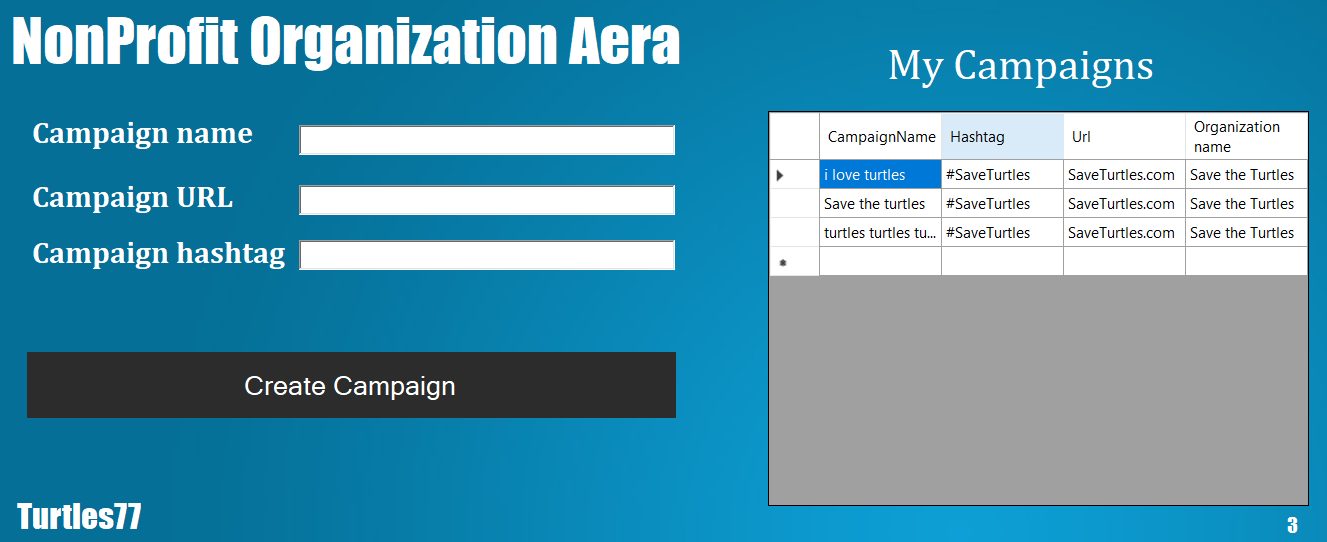 NonProfit Organization Aera
Campaign name
Campaign URL
Campaign hashtag
Create Campaign
Turtles77
My Campaigns
CampaignName Hashtag Url Organization name
i love turtles #SaveTurtles SaveTurtles.com Save the Turtles
Save the turtles #SaveTurtles SaveTurtles.com Save the Turtles
turtles turtles tu... #SaveTurtles SaveTurtles.com Save the Turtles
3